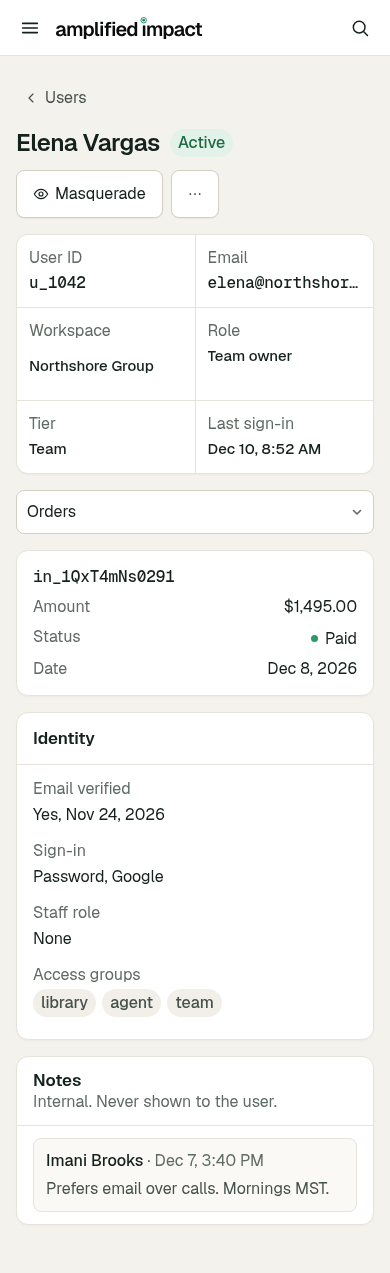 amplified impact
Users
Elena Vargas Active
Masquerade ···
User ID Email
u_1042 elena@northshor…
Workspace Role
Northshore Group Team owner
Tier Last sign-in
Team Dec 10, 8:52 AM
Orders
in_1QxT4mNs0291
Amount $1,495.00
Status Paid
Date Dec 8, 2026
Identity
Email verified
Yes, Nov 24, 2026
Sign-in
Password, Google
Staff role
None
Access groups
library agent team
Notes
Internal. Never shown to the user.
Imani Brooks · Dec 7, 3:40 PM
Prefers email over calls. Mornings MST.